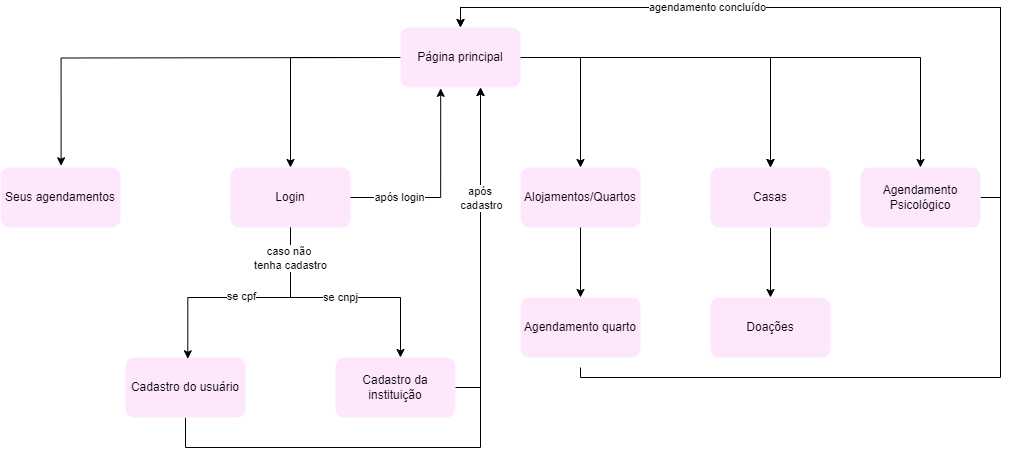 agendamento concluído
Página principal
Seus agendamentos
Login
após login
após
cadastro
Alojamentos/Quartos
Casas
Agendamento
Psicológico
caso não
tenha cadastro
se cpf
se cnpj
Agendamento quarto
Doações
Cadastro do usuário
Cadastro da
instituição